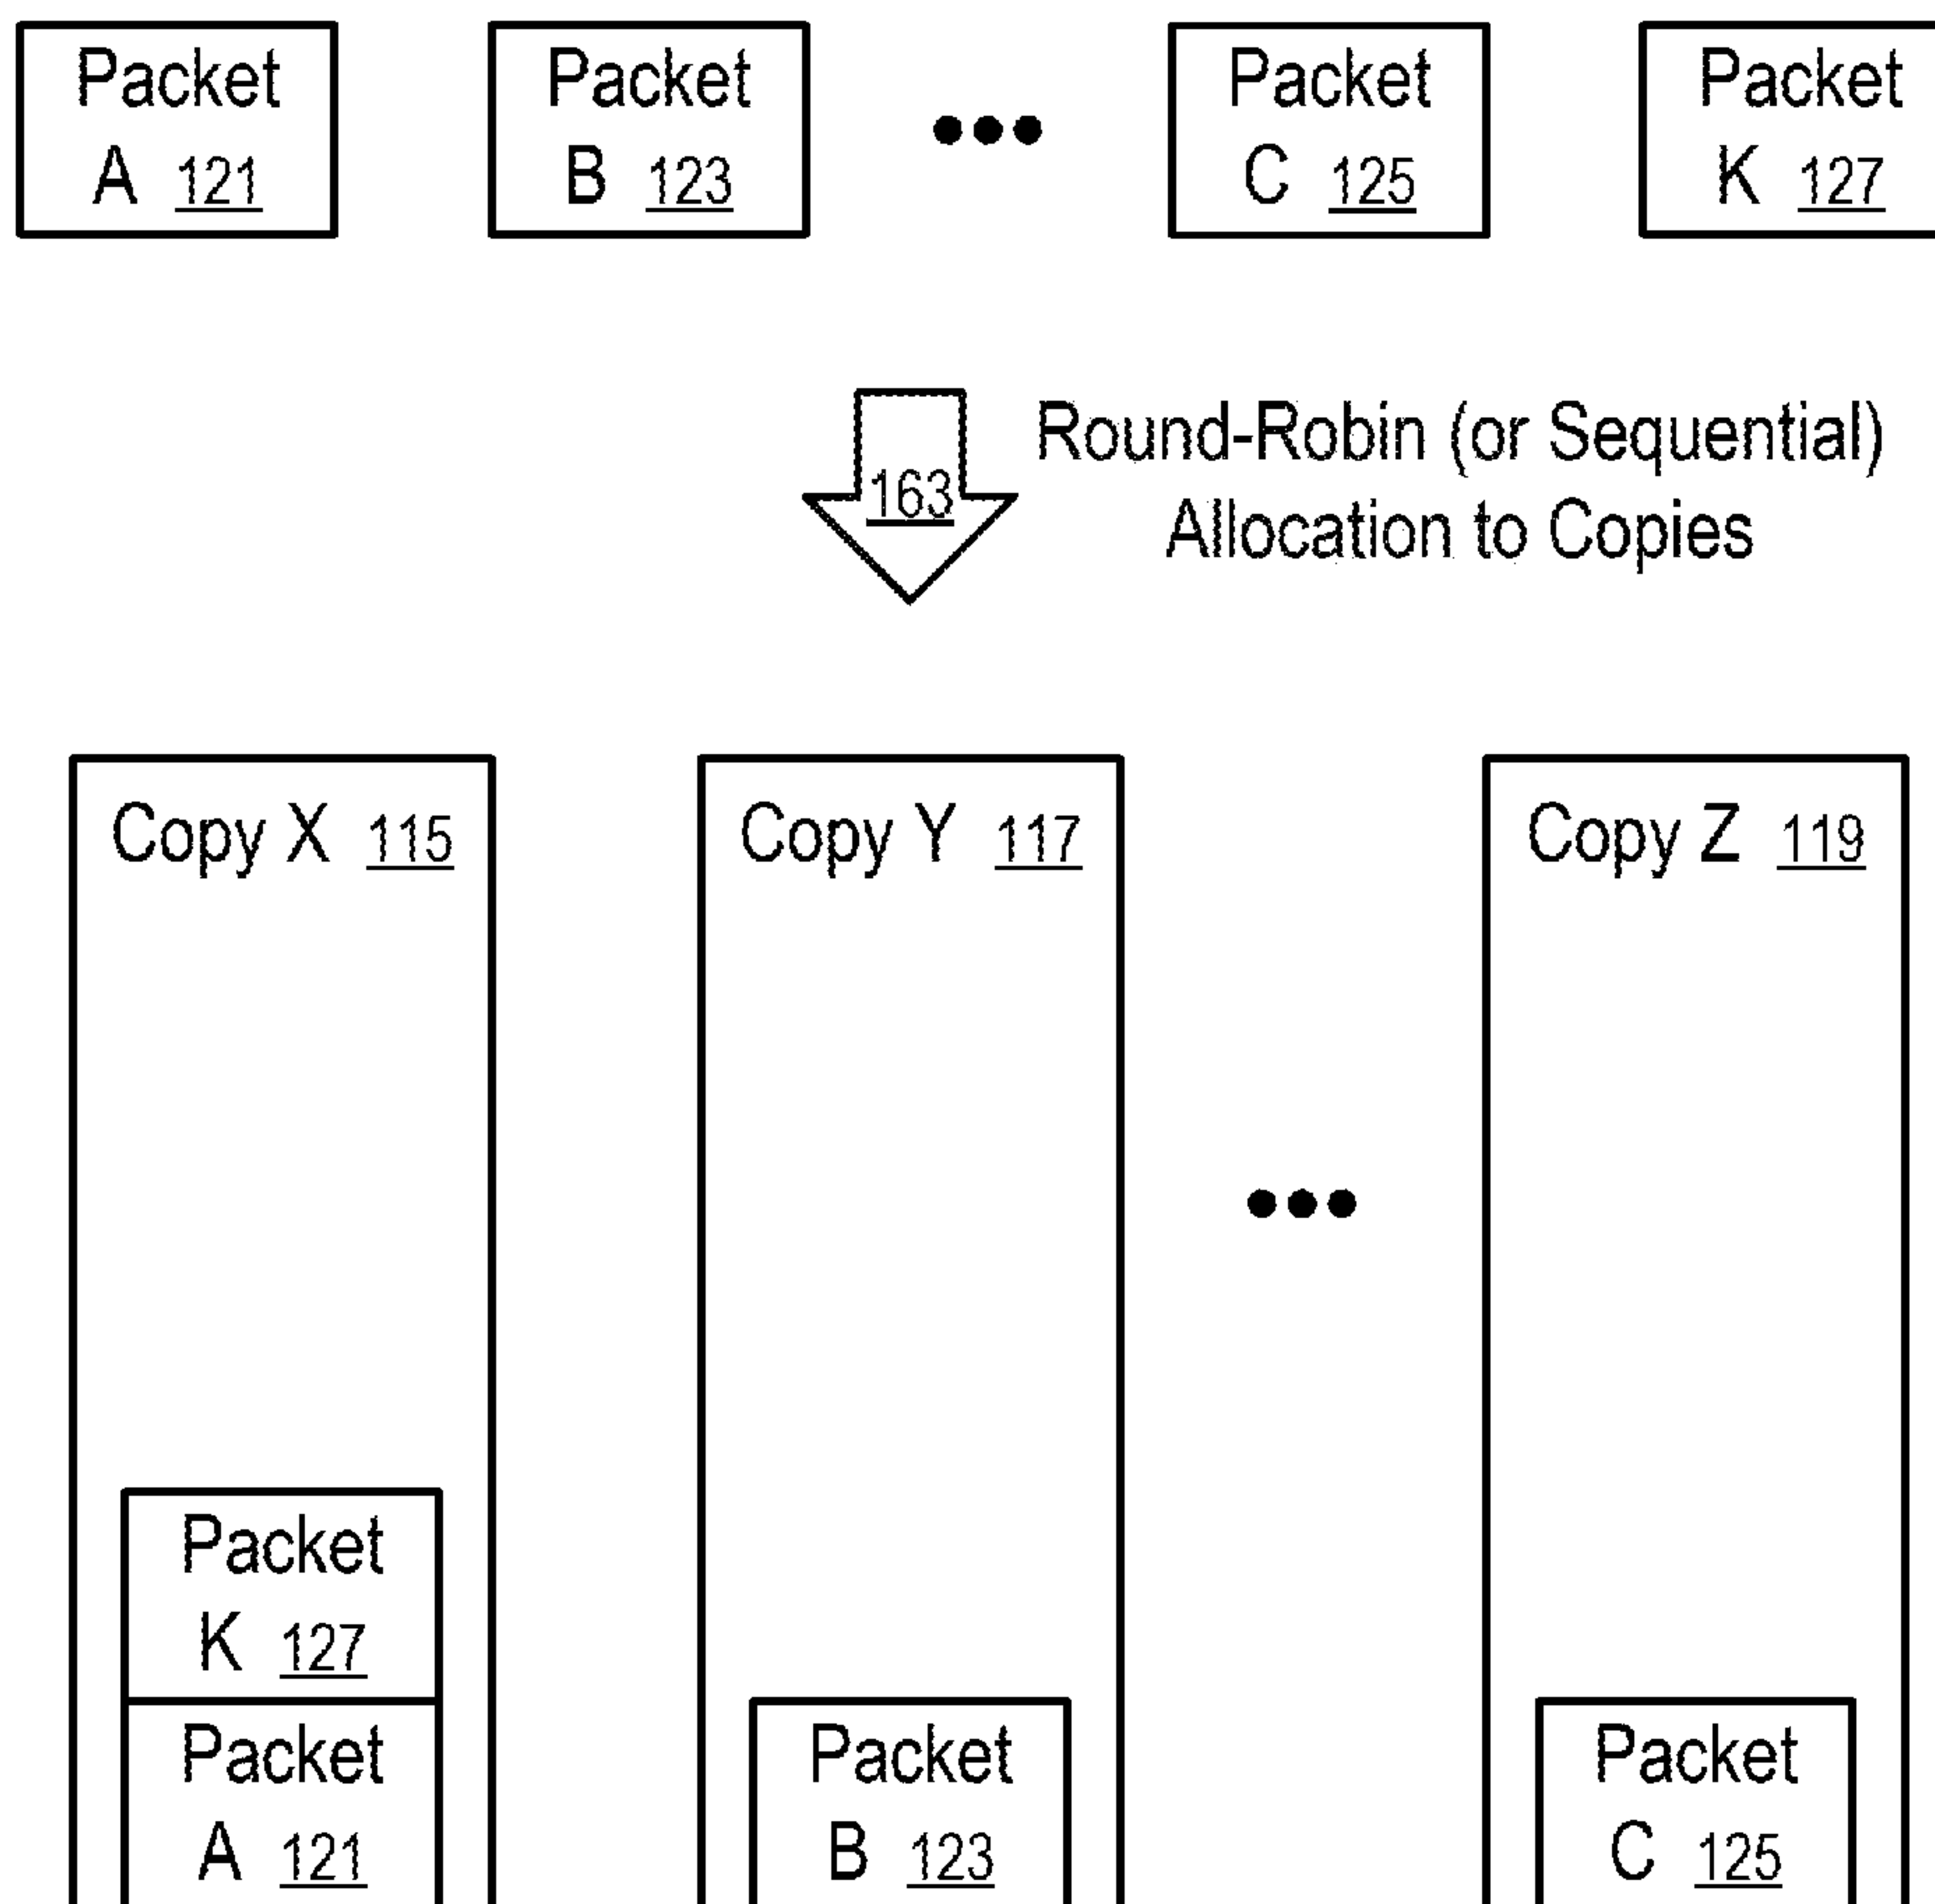 Packet
A 121
Packet
B 123
Packet
C 125
Packet
K 127
163
Round-Robin (or Sequential)
Allocation to Copies
Copy X 115
Copy Y 117
Copy Z 119
Packet
K 127
Packet
A 121
Packet
B 123
Packet
C 125